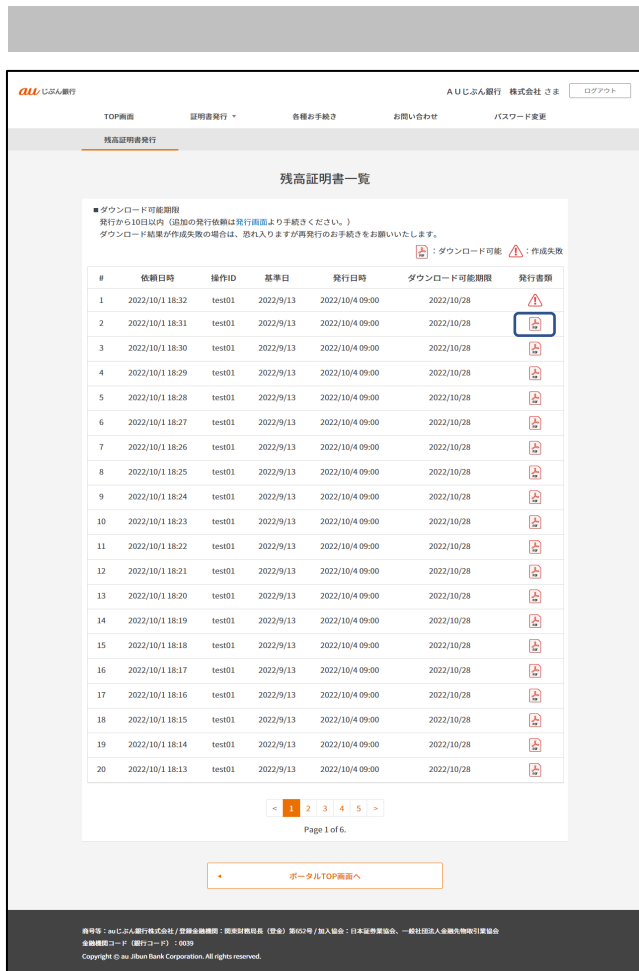 au じぶん銀行
ＡＵじぶん銀行　株式会社 さま
ログアウト
TOP画面 証明書発行 ▾ 各種お手続き お問い合わせ パスワード変更
残高証明書発行
残高証明書一覧
■ ダウンロード可能期限
発行から10日以内（追加の発行依頼は発行画面より手続きください。）
ダウンロード結果が作成失敗の場合は、恐れ入りますが再発行のお手続きをお願いいたします。
：ダウンロード可能 ：作成失敗
# 依頼日時 操作ID 基準日 発行日時 ダウンロード可能期限 発行書類
1 2022/10/1 18:32 test01 2022/9/13 2022/10/4 09:00 2022/10/28
2 2022/10/1 18:31 test01 2022/9/13 2022/10/4 09:00 2022/10/28
3 2022/10/1 18:30 test01 2022/9/13 2022/10/4 09:00 2022/10/28
4 2022/10/1 18:29 test01 2022/9/13 2022/10/4 09:00 2022/10/28
5 2022/10/1 18:28 test01 2022/9/13 2022/10/4 09:00 2022/10/28
6 2022/10/1 18:27 test01 2022/9/13 2022/10/4 09:00 2022/10/28
7 2022/10/1 18:26 test01 2022/9/13 2022/10/4 09:00 2022/10/28
8 2022/10/1 18:25 test01 2022/9/13 2022/10/4 09:00 2022/10/28
9 2022/10/1 18:24 test01 2022/9/13 2022/10/4 09:00 2022/10/28
10 2022/10/1 18:23 test01 2022/9/13 2022/10/4 09:00 2022/10/28
11 2022/10/1 18:22 test01 2022/9/13 2022/10/4 09:00 2022/10/28
12 2022/10/1 18:21 test01 2022/9/13 2022/10/4 09:00 2022/10/28
13 2022/10/1 18:20 test01 2022/9/13 2022/10/4 09:00 2022/10/28
14 2022/10/1 18:19 test01 2022/9/13 2022/10/4 09:00 2022/10/28
15 2022/10/1 18:18 test01 2022/9/13 2022/10/4 09:00 2022/10/28
16 2022/10/1 18:17 test01 2022/9/13 2022/10/4 09:00 2022/10/28
17 2022/10/1 18:16 test01 2022/9/13 2022/10/4 09:00 2022/10/28
18 2022/10/1 18:15 test01 2022/9/13 2022/10/4 09:00 2022/10/28
19 2022/10/1 18:14 test01 2022/9/13 2022/10/4 09:00 2022/10/28
20 2022/10/1 18:13 test01 2022/9/13 2022/10/4 09:00 2022/10/28
< 1 2 3 4 5 >
Page 1 of 6.
ポータルTOP画面へ
商号等：auじぶん銀行株式会社 / 登録金融機関：関東財務局長（登金）第652号 / 加入協会：日本証券業協会、一般社団法人金融先物取引業協会
金融機関コード（銀行コード）：0039
Copyright © au Jibun Bank Corporation. All rights reserved.